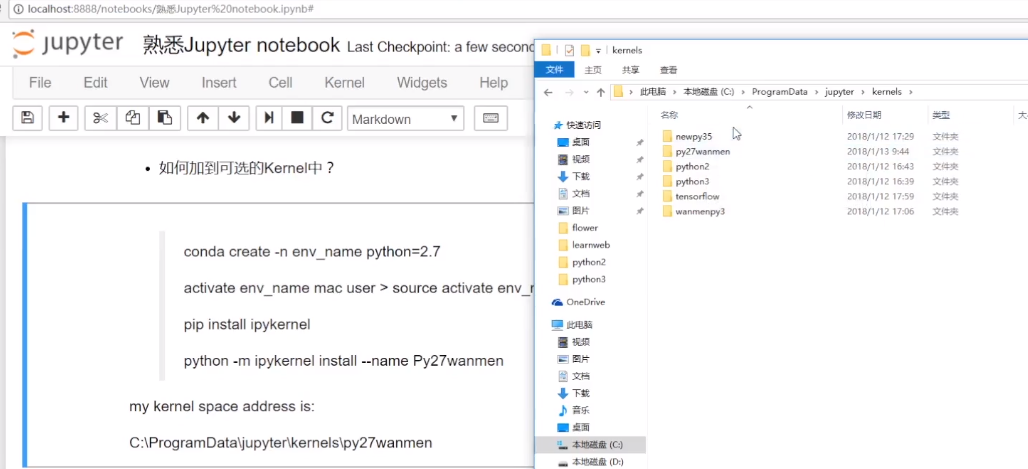 localhost:8888/notebooks/熟悉Jupyter%20notebook.ipynb#
jupyter 熟悉Jupyter notebook Last Checkpoint: a few second
File Edit View Insert Cell Kernel Widgets Help
Markdown
如何加到可选的Kernel中？
conda create -n env_name python=2.7
activate env_name mac user > source activate env_n
pip install ipykernel
python -m ipykernel install --name Py27wanmen
my kernel space address is:
C:\ProgramData\jupyter\kernels\py27wanmen
kernels
文件 主页 共享 查看
此电脑 本地磁盘 (C:) ProgramData jupyter kernels
快速访问
桌面
视频
下载
文档
图片
flower
learnweb
python2
python3
OneDrive
此电脑
视频
图片
文档
下载
音乐
桌面
本地磁盘 (C:)
本地磁盘 (D:)
名称 修改日期 类型 大
newpy35 2018/1/12 17:29 文件夹
py27wanmen 2018/1/13 9:44 文件夹
python2 2018/1/12 16:43 文件夹
python3 2018/1/12 16:39 文件夹
tensorflow 2018/1/12 17:59 文件夹
wanmenpy3 2018/1/12 17:06 文件夹